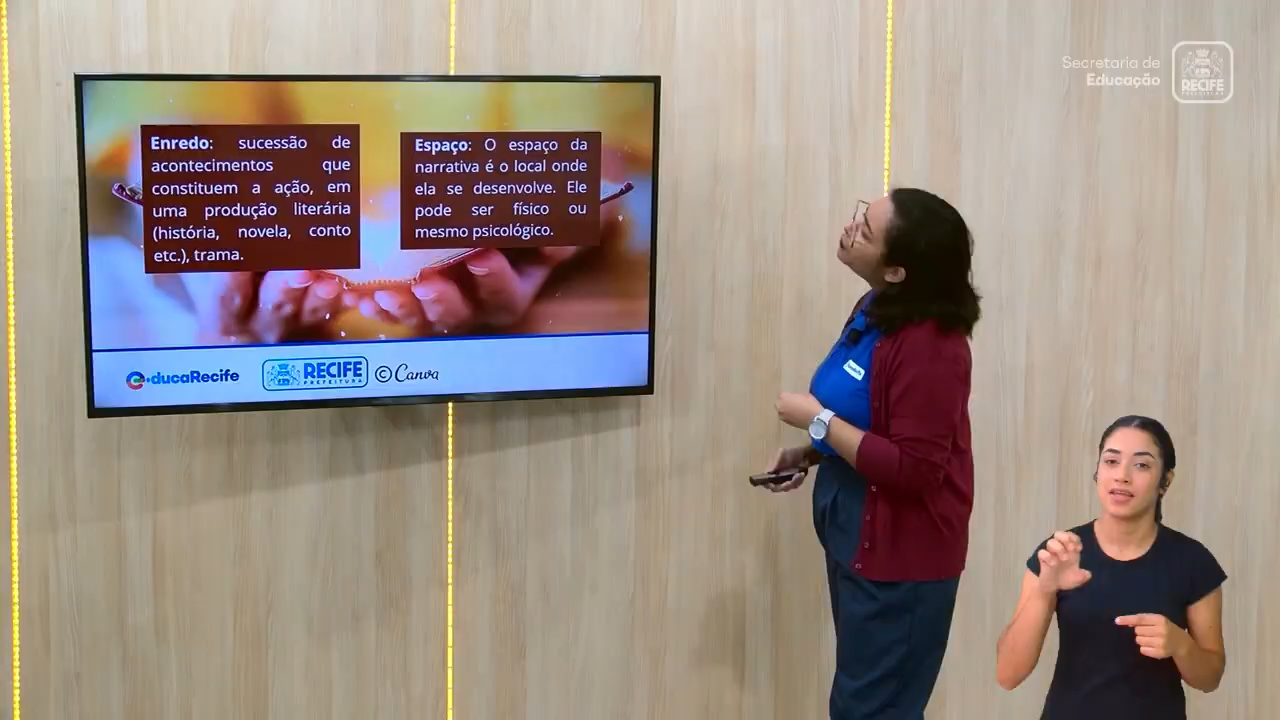 Secretaria de
Educação
RECIFE
PREFEITURA
Enredo: sucessão de
acontecimentos que
constituem a ação, em
uma produção literária
(história, novela, conto
etc.), trama.
Espaço: O espaço da
narrativa é o local onde
ela se desenvolve. Ele
pode ser físico ou
mesmo psicológico.
e-ducaRecife
RECIFE
PREFEITURA
© Canva